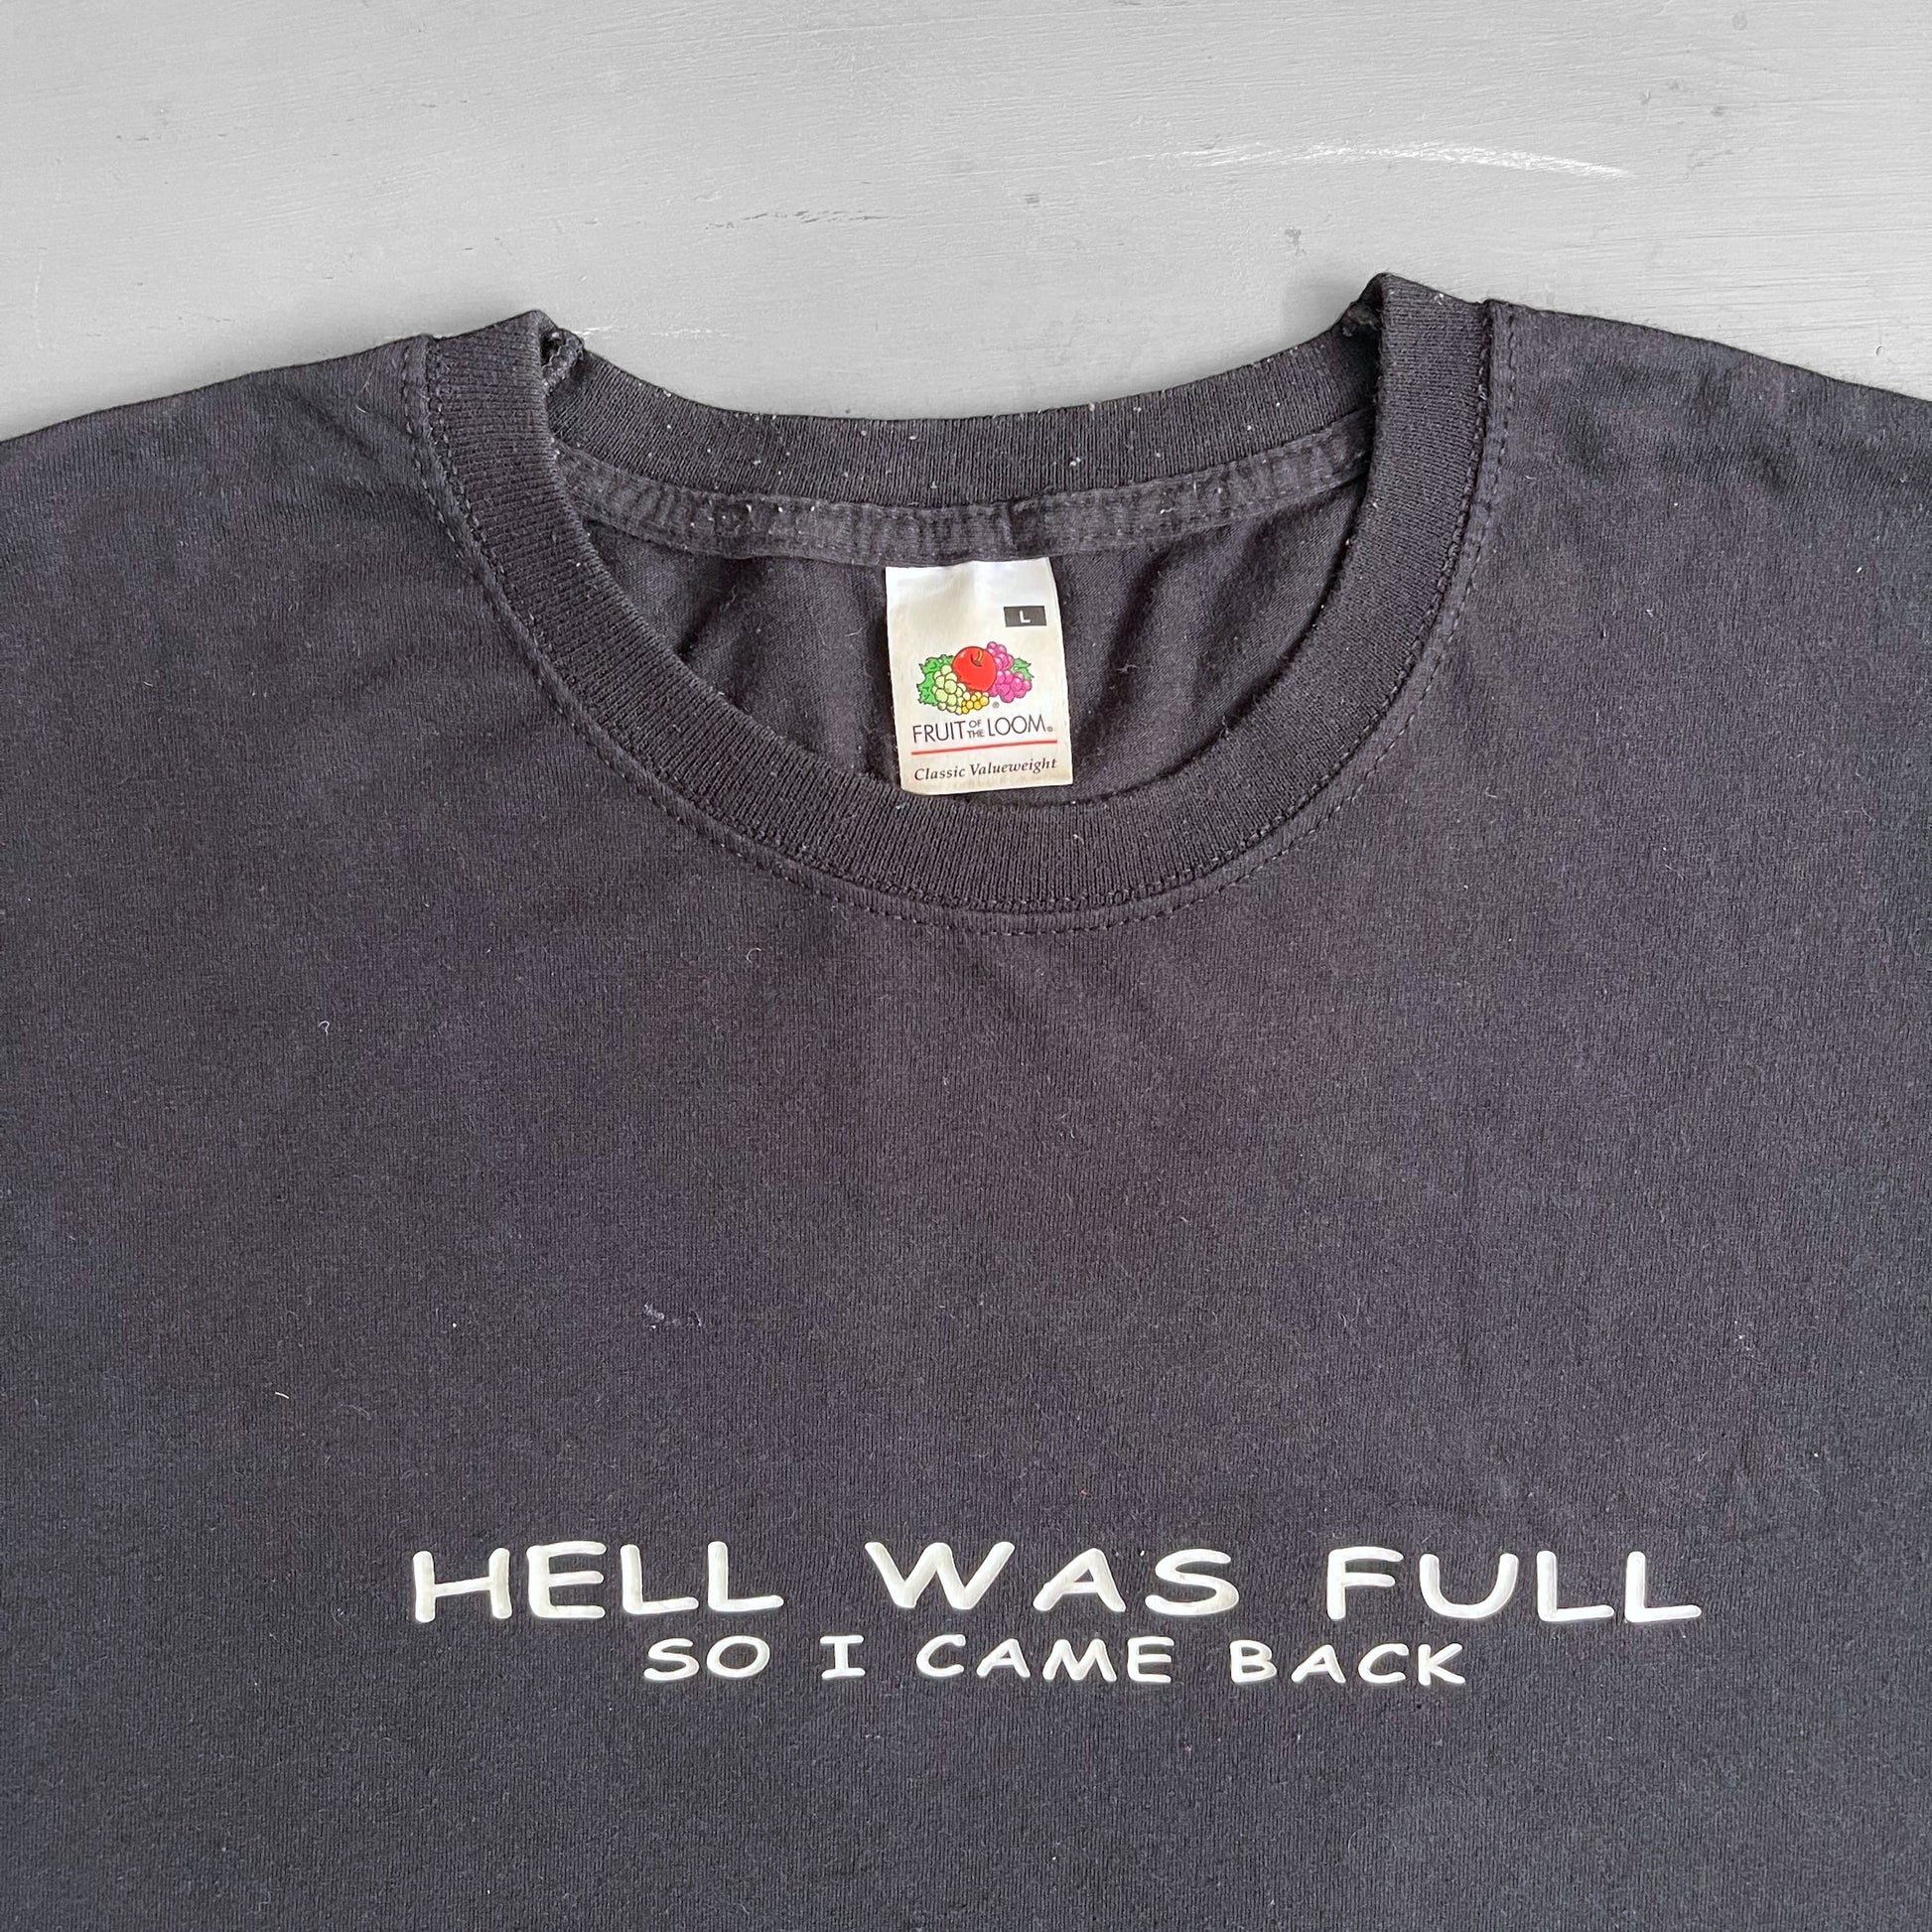 L
FRUIT OF THE LOOM®
Classic Valueweight
HELL WAS FULL
SO I CAME BACK